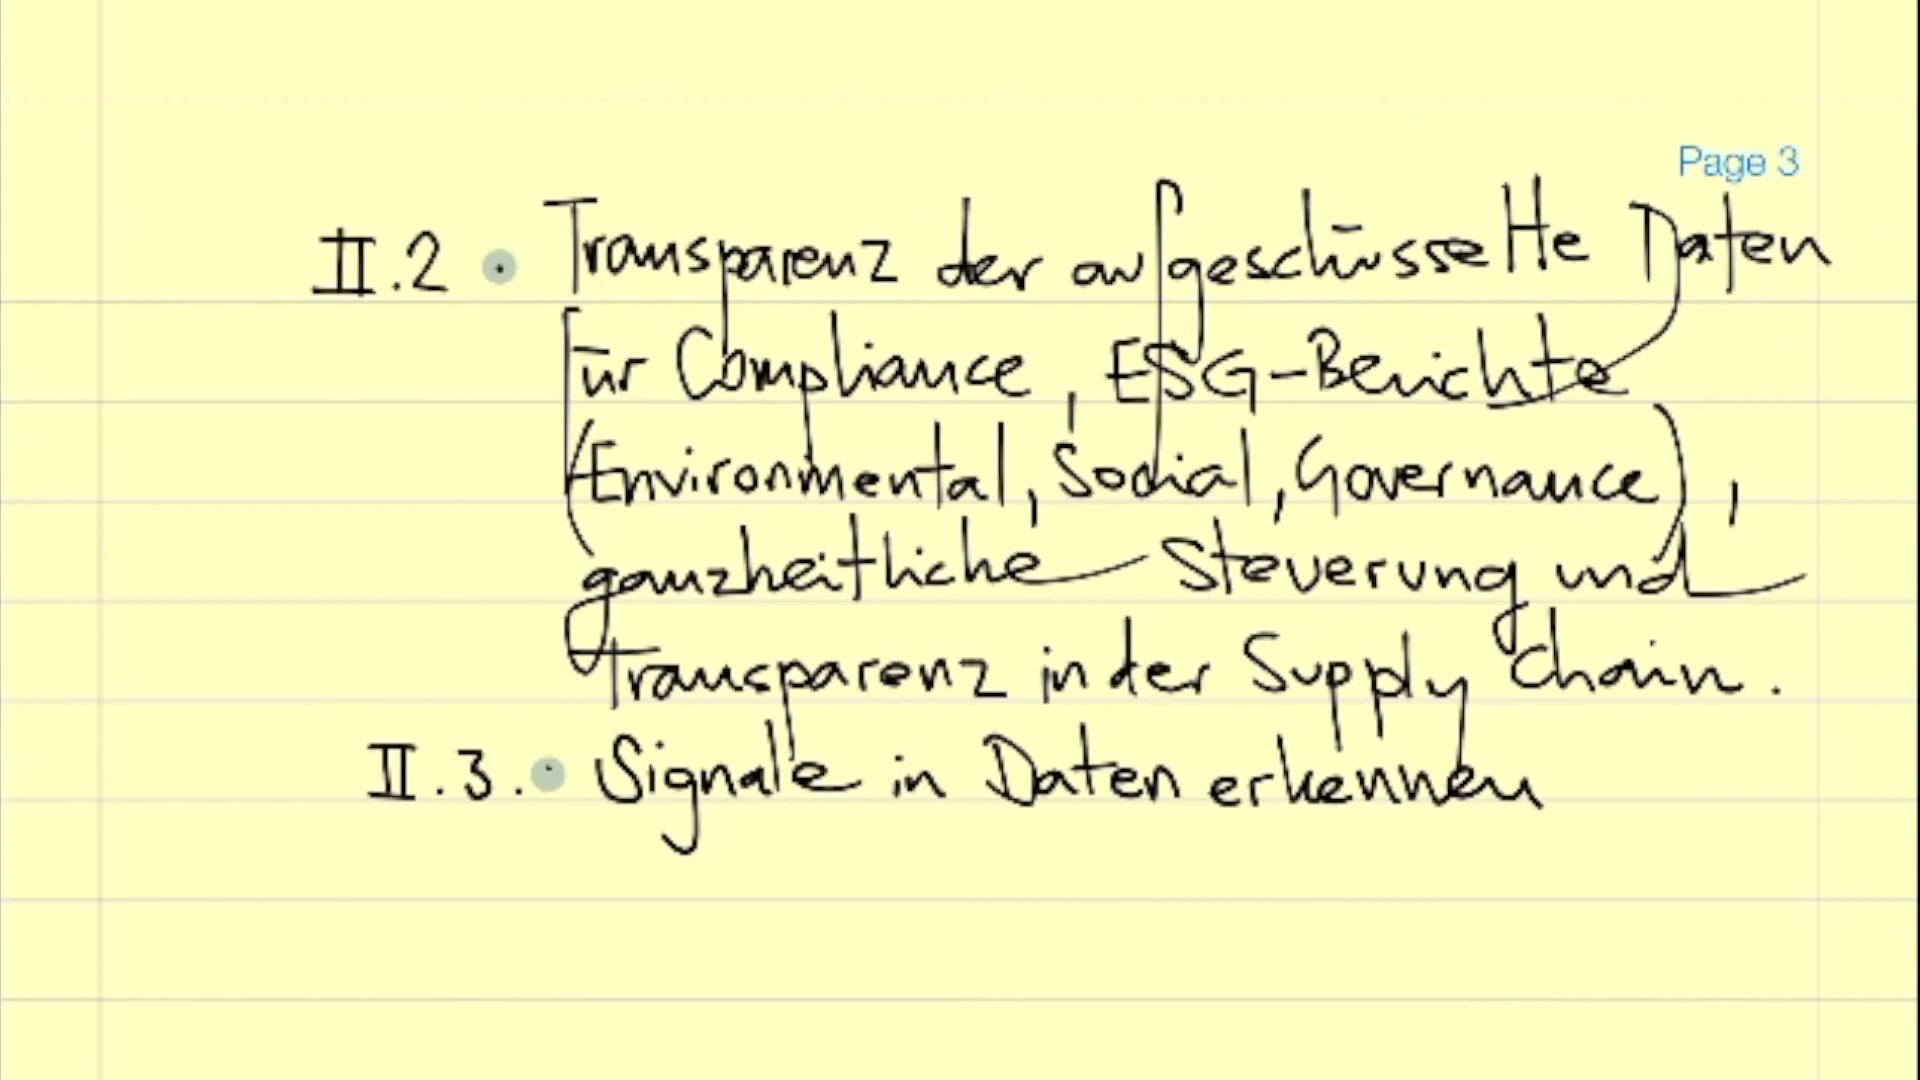 Page 3
II.2 • Transparenz der aufgeschüsselte Daten
für Compliance, ESG-Berichte
(Environmental, Social, Governance),
ganzheitliche Steuerung und
Transparenz in der Supply Chain.
II.3. • Signale in Daten erkennen